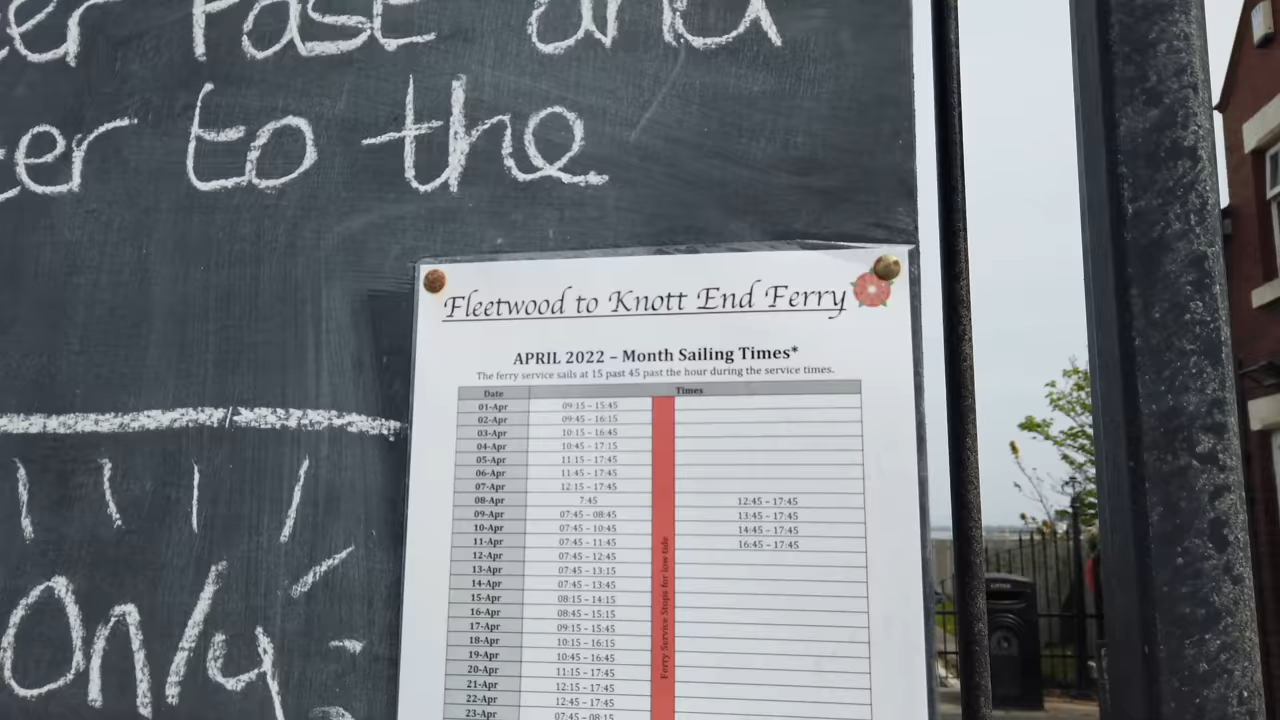 er Past and
ter to the
Only
Fleetwood to Knott End Ferry
APRIL 2022 – Month Sailing Times*
The ferry service sails at 15 past 45 past the hour during the service times.
Date Times
01-Apr 09:15 – 15:45
02-Apr 09:45 – 16:15
03-Apr 10:15 – 16:45
04-Apr 10:45 – 17:15
05-Apr 11:15 – 17:45
06-Apr 11:45 – 17:45
07-Apr 12:15 – 17:45
08-Apr 7:45 12:45 – 17:45
09-Apr 07:45 – 08:45 13:45 – 17:45
10-Apr 07:45 – 10:45 14:45 – 17:45
11-Apr 07:45 – 11:45 16:45 – 17:45
12-Apr 07:45 – 12:45
13-Apr 07:45 – 13:15
14-Apr 07:45 – 13:45
15-Apr 08:15 – 14:15
16-Apr 08:45 – 15:15
17-Apr 09:15 – 15:45
18-Apr 10:15 – 16:15
19-Apr 10:45 – 16:45
20-Apr 11:15 – 17:45
21-Apr 12:15 – 17:45
22-Apr 12:45 – 17:45
23-Apr 07:45 – 08:15
Ferry Service Stops for low tide